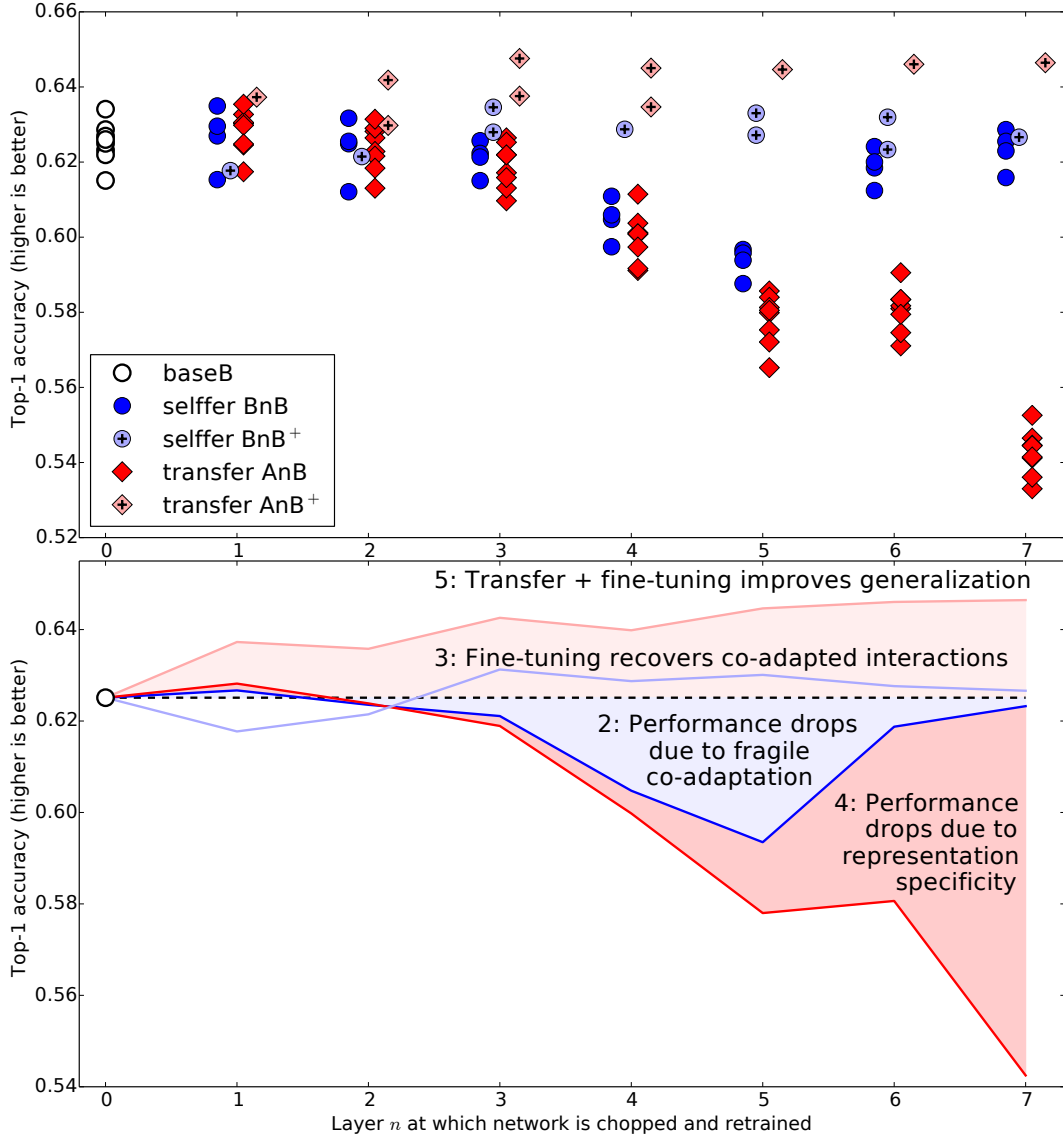 0.66
0.64
0.62
0.60
0.58
0.56
0.54
0.52
Top-1 accuracy (higher is better)
baseB
selffer BnB
selffer BnB⁺
transfer AnB
transfer AnB⁺
0 1 2 3 4 5 6 7
5: Transfer + fine-tuning improves generalization
3: Fine-tuning recovers co-adapted interactions
2: Performance drops
due to fragile
co-adaptation
4: Performance
drops due to
representation
specificity
0.64
0.62
0.60
0.58
0.56
0.54
Top-1 accuracy (higher is better)
0 1 2 3 4 5 6 7
Layer n at which network is chopped and retrained